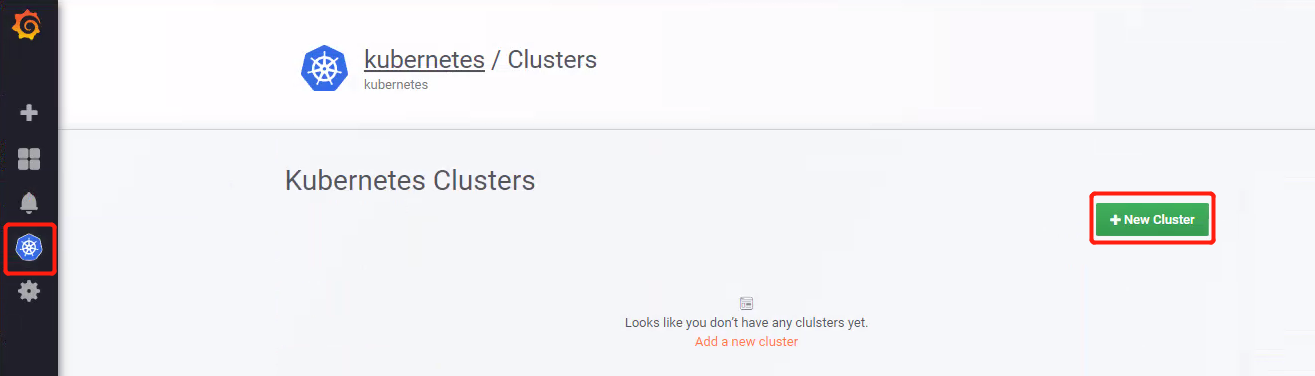 kubernetes / Clusters
kubernetes
Kubernetes Clusters
New Cluster
Looks like you don't have any clulsters yet.
Add a new cluster